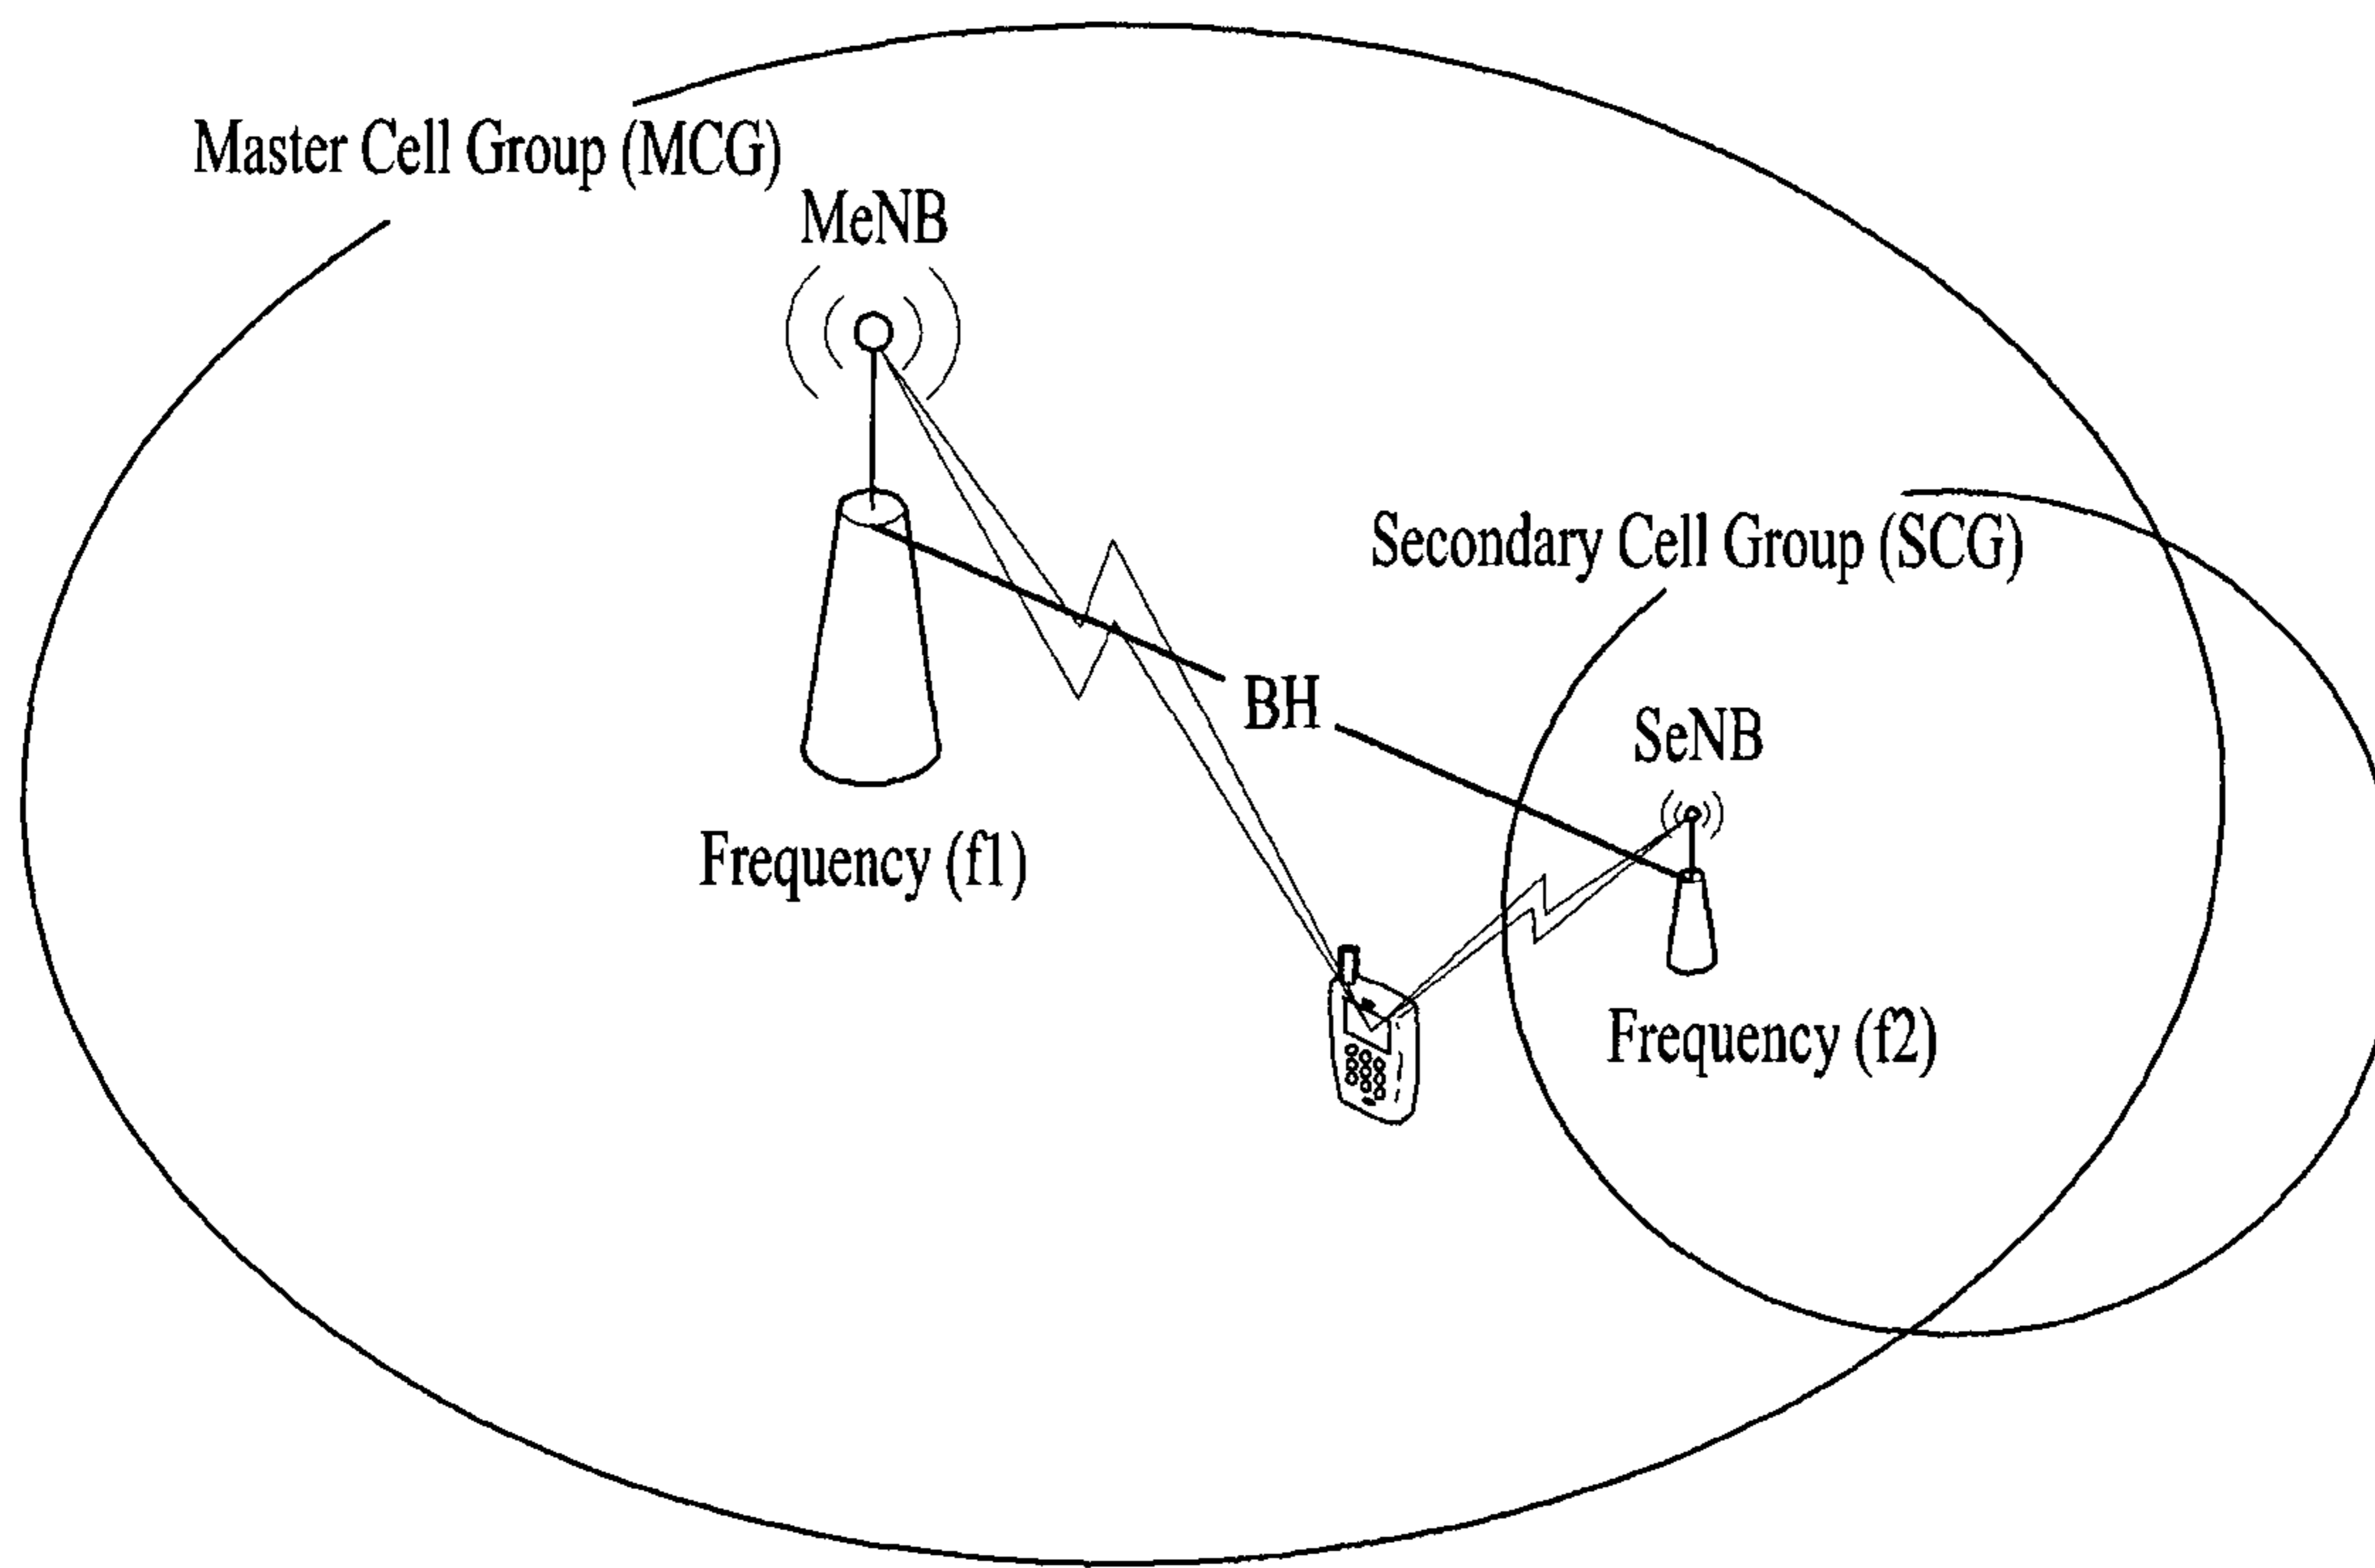 Master Cell Group (MCG)
MeNB
Secondary Cell Group (SCG)
BH
SeNB
Frequency (f1)
Frequency (f2)